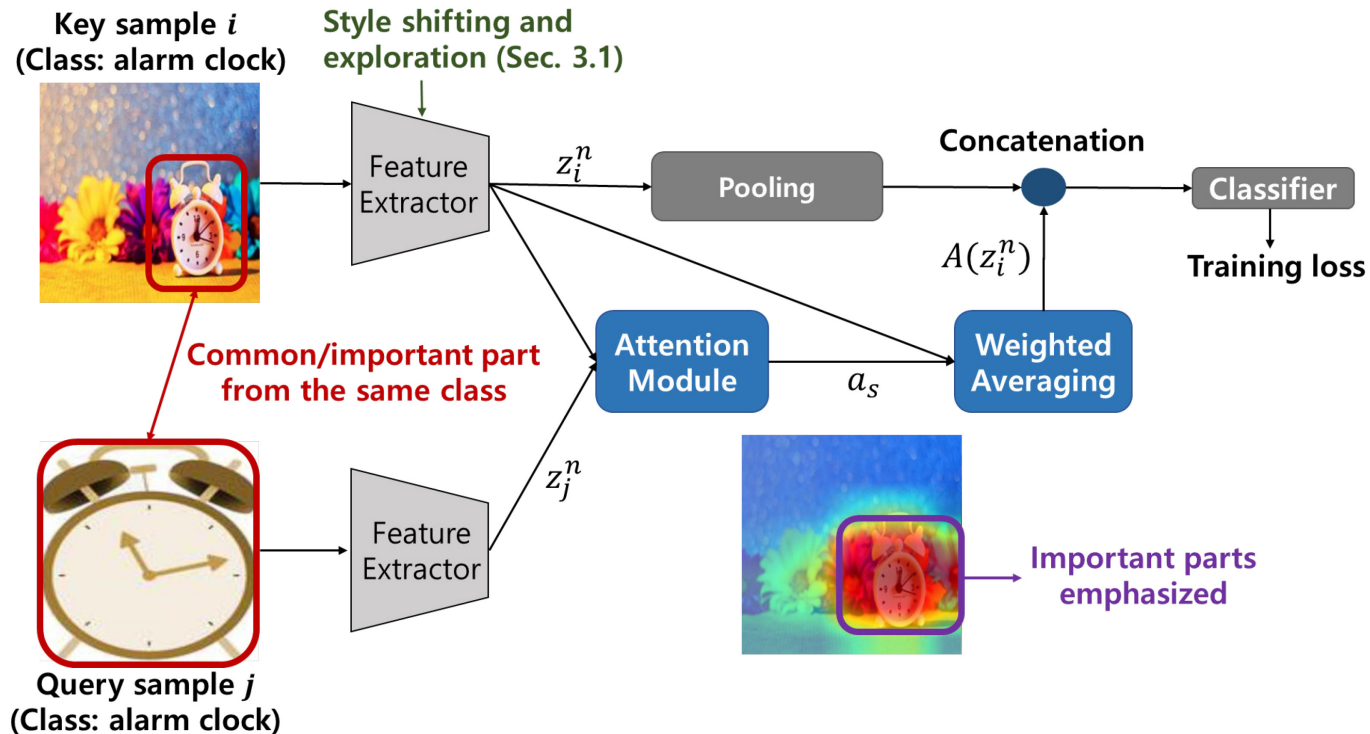 Key sample i
(Class: alarm clock)
Style shifting and
exploration (Sec. 3.1)
Feature
Extractor
z_i^n
Pooling
Concatenation
Classifier
Training loss
A(z_i^n)
Common/important part
from the same class
Attention
Module
a_s
Weighted
Averaging
z_j^n
Feature
Extractor
Important parts
emphasized
Query sample j
(Class: alarm clock)